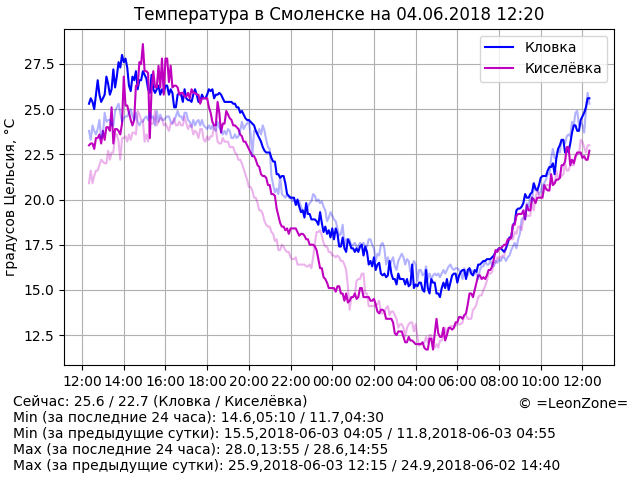 Температура в Смоленске на 04.06.2018 12:20
градусов Цельсия, °C
27.5
25.0
22.5
20.0
17.5
15.0
12.5
Кловка
Киселёвка
12:00 14:00 16:00 18:00 20:00 22:00 00:00 02:00 04:00 06:00 08:00 10:00 12:00
Сейчас: 25.6 / 22.7 (Кловка / Киселёвка)
© =LeonZone=
Min (за последние 24 часа): 14.6,05:10 / 11.7,04:30
Min (за предыдущие сутки): 15.5,2018-06-03 04:05 / 11.8,2018-06-03 04:55
Max (за последние 24 часа): 28.0,13:55 / 28.6,14:55
Max (за предыдущие сутки): 25.9,2018-06-03 12:15 / 24.9,2018-06-02 14:40